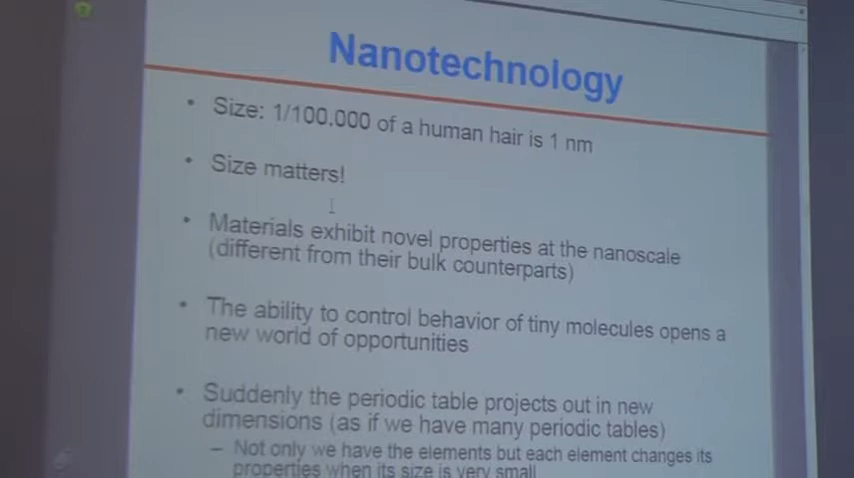 Nanotechnology
• Size: 1/100.000 of a human hair is 1 nm
• Size matters!
• Materials exhibit novel properties at the nanoscale
(different from their bulk counterparts)
• The ability to control behavior of tiny molecules opens a
new world of opportunities
• Suddenly the periodic table projects out in new
dimensions (as if we have many periodic tables)
– Not only we have the elements but each element changes its
properties when its size is very small